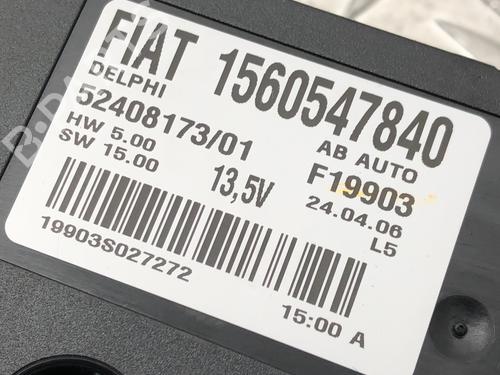 FIAT 1560547840
DELPHI
52408173/01 AB AUTO
HW 5.00 F19903
SW 15.00 13,5V 24.04.06
L5
19903S027272
15:00 A